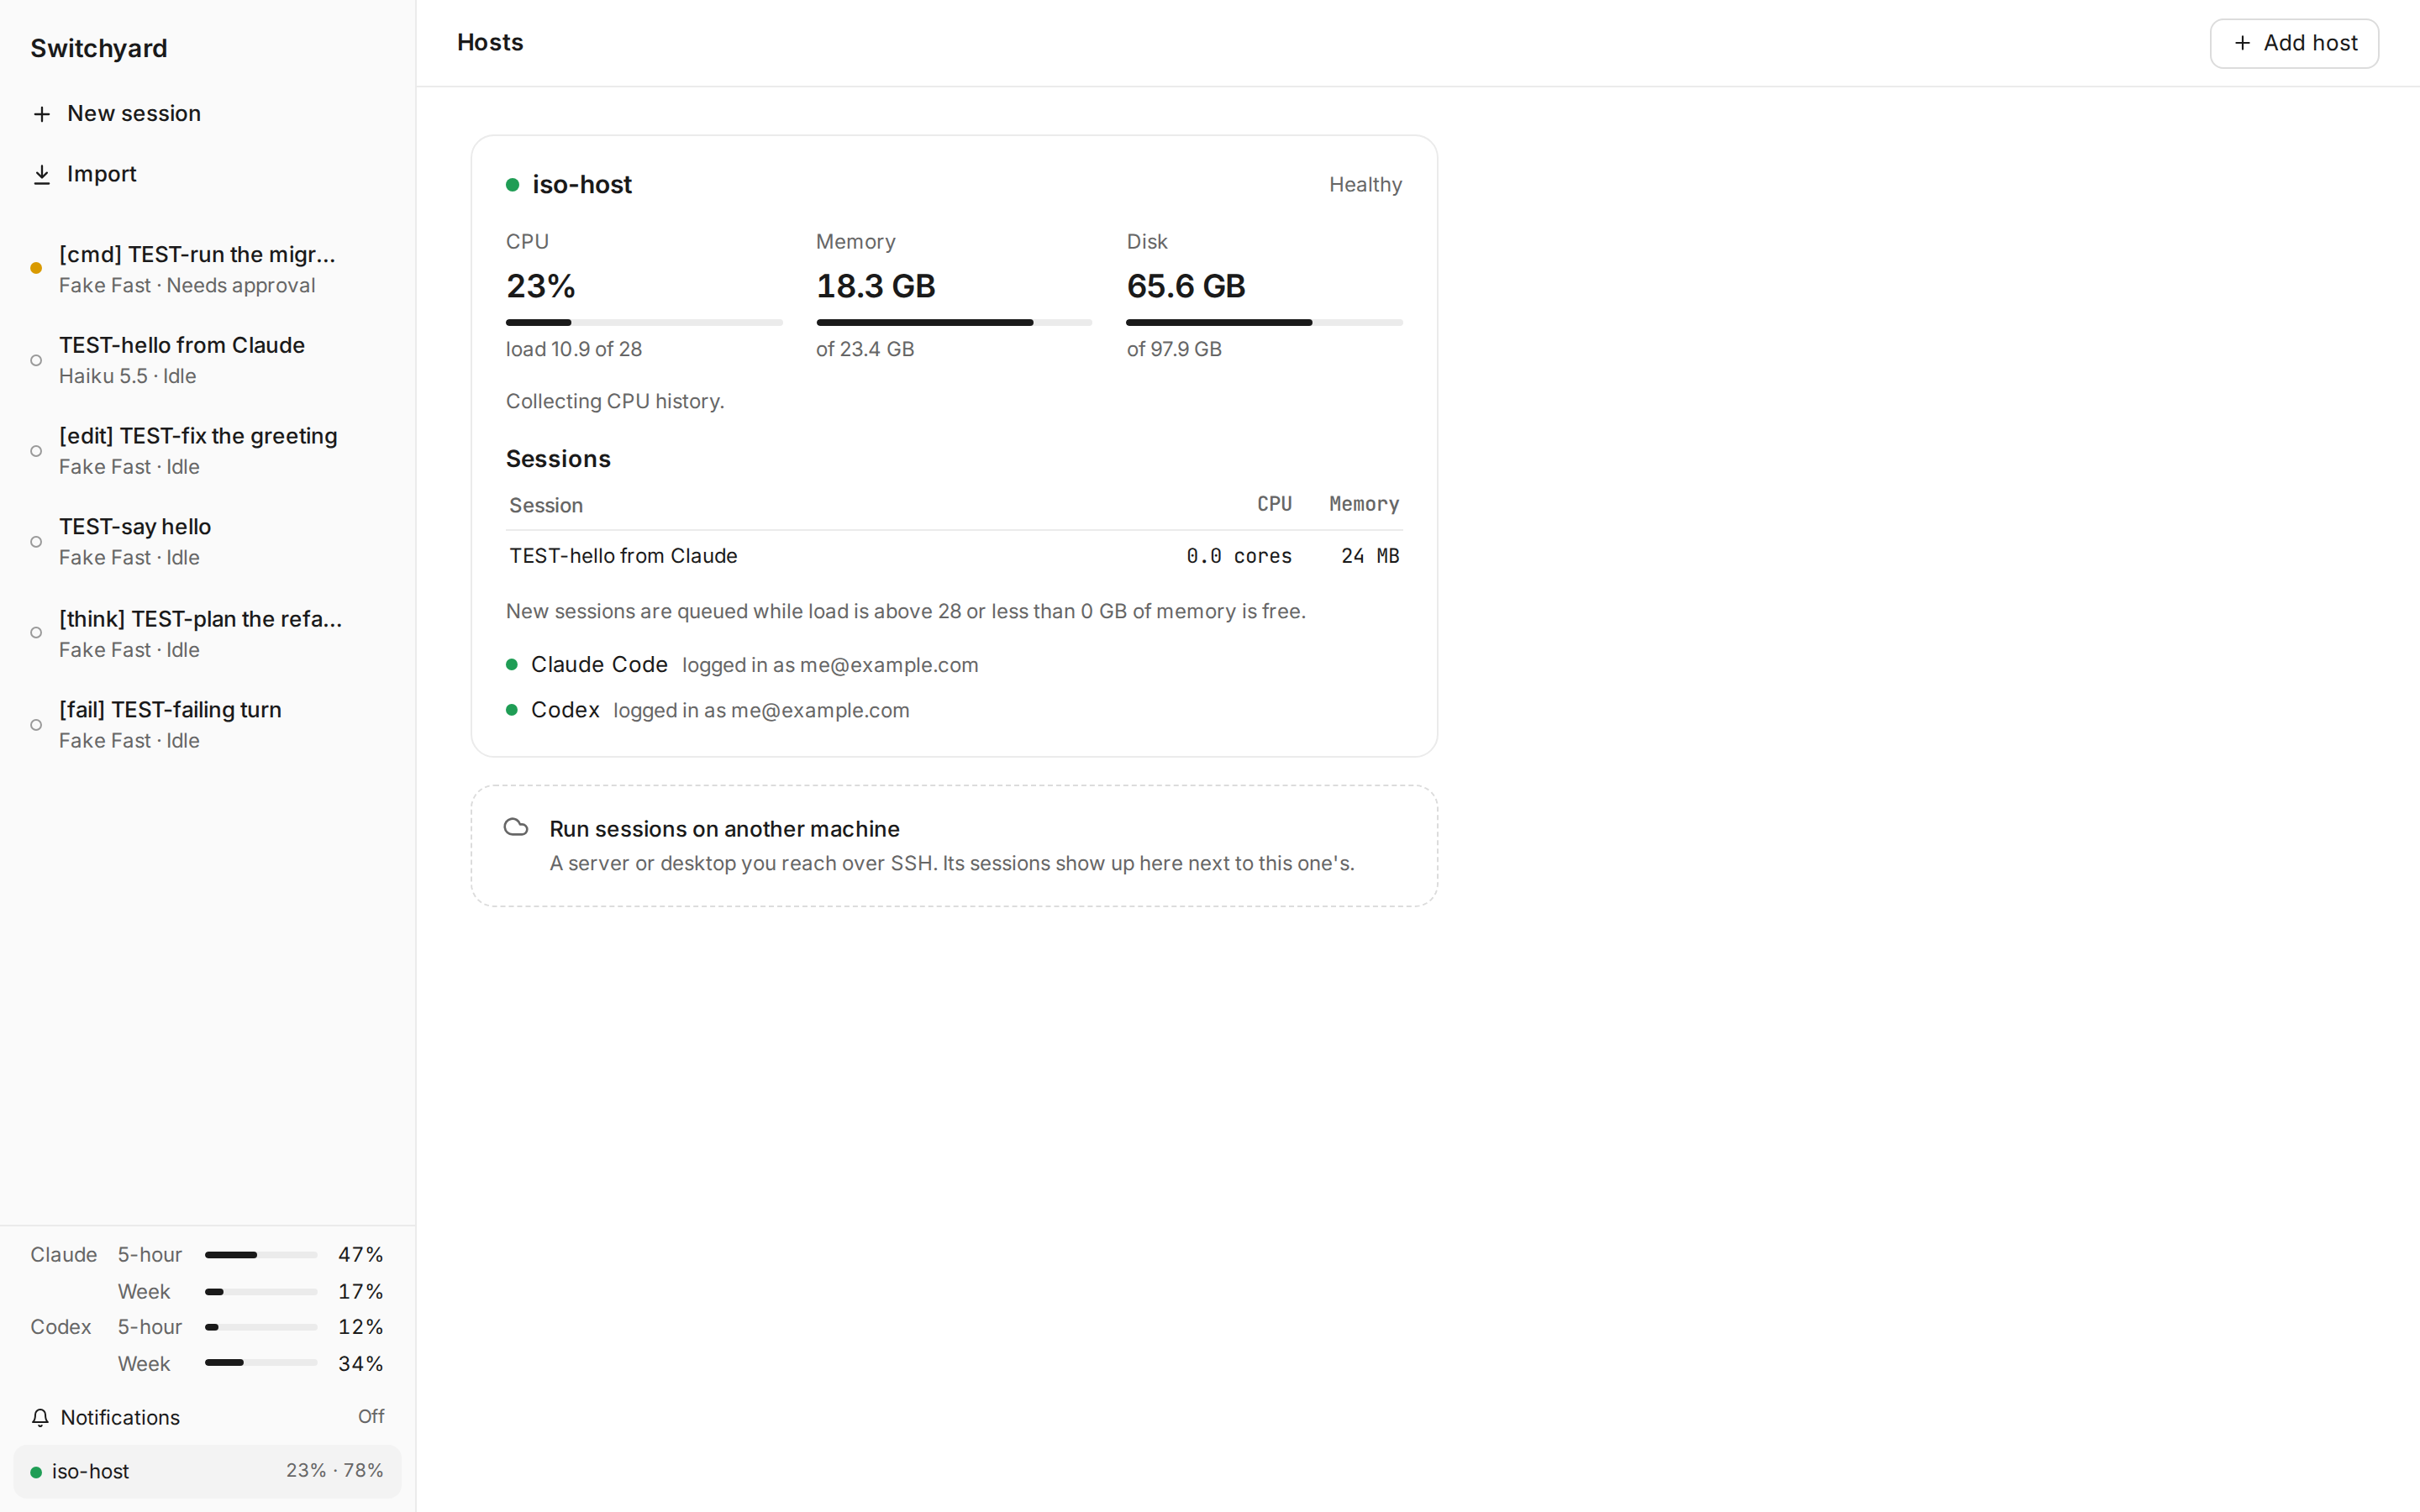 Switchyard
New session
Import
[cmd] TEST-run the migr...
Fake Fast · Needs approval
TEST-hello from Claude
Haiku 5.5 · Idle
[edit] TEST-fix the greeting
Fake Fast · Idle
TEST-say hello
Fake Fast · Idle
[think] TEST-plan the refa...
Fake Fast · Idle
[fail] TEST-failing turn
Fake Fast · Idle
Claude 5-hour 47%
Week 17%
Codex 5-hour 12%
Week 34%
Notifications Off
iso-host 23% · 78%
Hosts
Add host
iso-host Healthy
CPU Memory Disk
23% 18.3 GB 65.6 GB
load 10.9 of 28 of 23.4 GB of 97.9 GB
Collecting CPU history.
Sessions
Session CPU Memory
TEST-hello from Claude 0.0 cores 24 MB
New sessions are queued while load is above 28 or less than 0 GB of memory is free.
Claude Code logged in as me@example.com
Codex logged in as me@example.com
Run sessions on another machine
A server or desktop you reach over SSH. Its sessions show up here next to this one's.